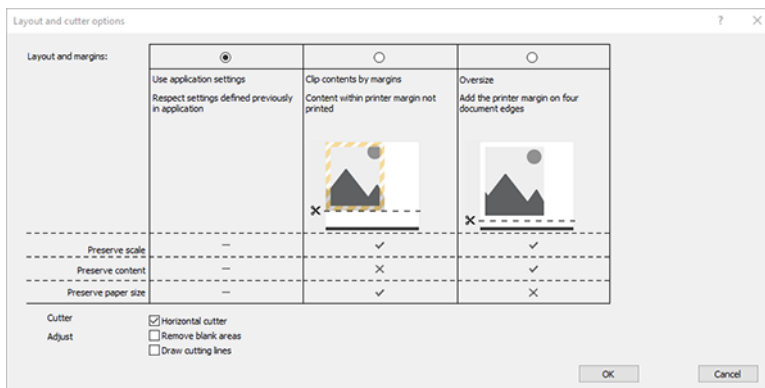 Layout and cutter options
Layout and margins:
Use application settings
Respect settings defined previously
in application
Clip contents by margins
Content within printer margin not
printed
Oversize
Add the printer margin on four
document edges
Preserve scale
Preserve content
Preserve paper size
Cutter
Horizontal cutter
Adjust
Remove blank areas
Draw cutting lines
OK
Cancel